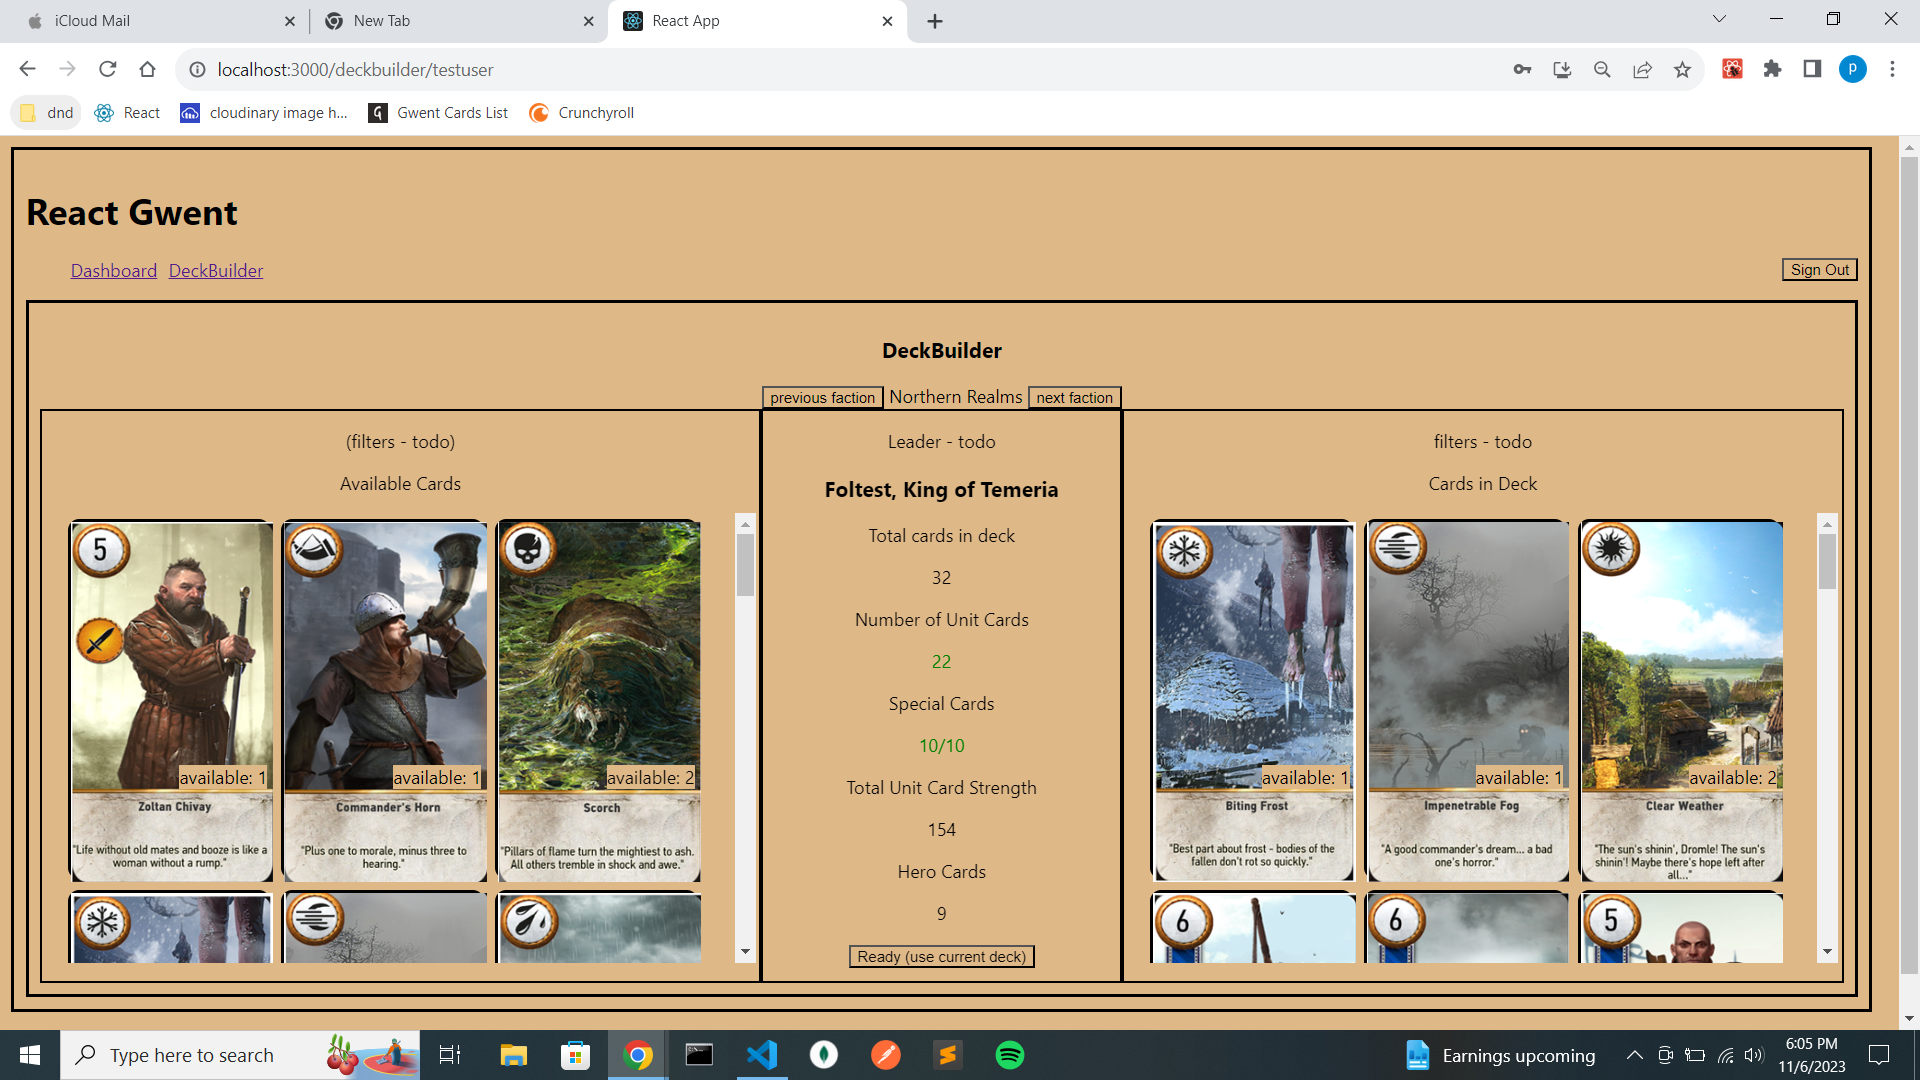 iCloud Mail
New Tab
React App
localhost:3000/deckbuilder/testuser
p
dnd
React
cloudinary image h...
Gwent Cards List
Crunchyroll
React Gwent
Dashboard DeckBuilder
Sign Out
DeckBuilder
previous faction Northern Realms next faction
(filters - todo)
Available Cards
5
available: 1
Zoltan Chivay
"Life without old mates and booze is like a
woman without a rump."
available: 1
Commander's Horn
"Plus one to morale, minus three to
hearing."
available: 2
Scorch
"Pillars of flame turn the mightiest to ash.
All others tremble in shock and awe."
Leader - todo
Foltest, King of Temeria
Total cards in deck
32
Number of Unit Cards
22
Special Cards
10/10
Total Unit Card Strength
154
Hero Cards
9
Ready (use current deck)
filters - todo
Cards in Deck
available: 1
Biting Frost
"Best part about frost - bodies of the
fallen don't rot so quickly."
available: 1
Impenetrable Fog
"A good commander's dream... a bad
one's horror."
available: 2
Clear Weather
"The sun's shinin', Dromle! The sun's
shinin'! Maybe there's hope left after
all..."
6
6
5
Type here to search
Earnings upcoming
6:05 PM
11/6/2023